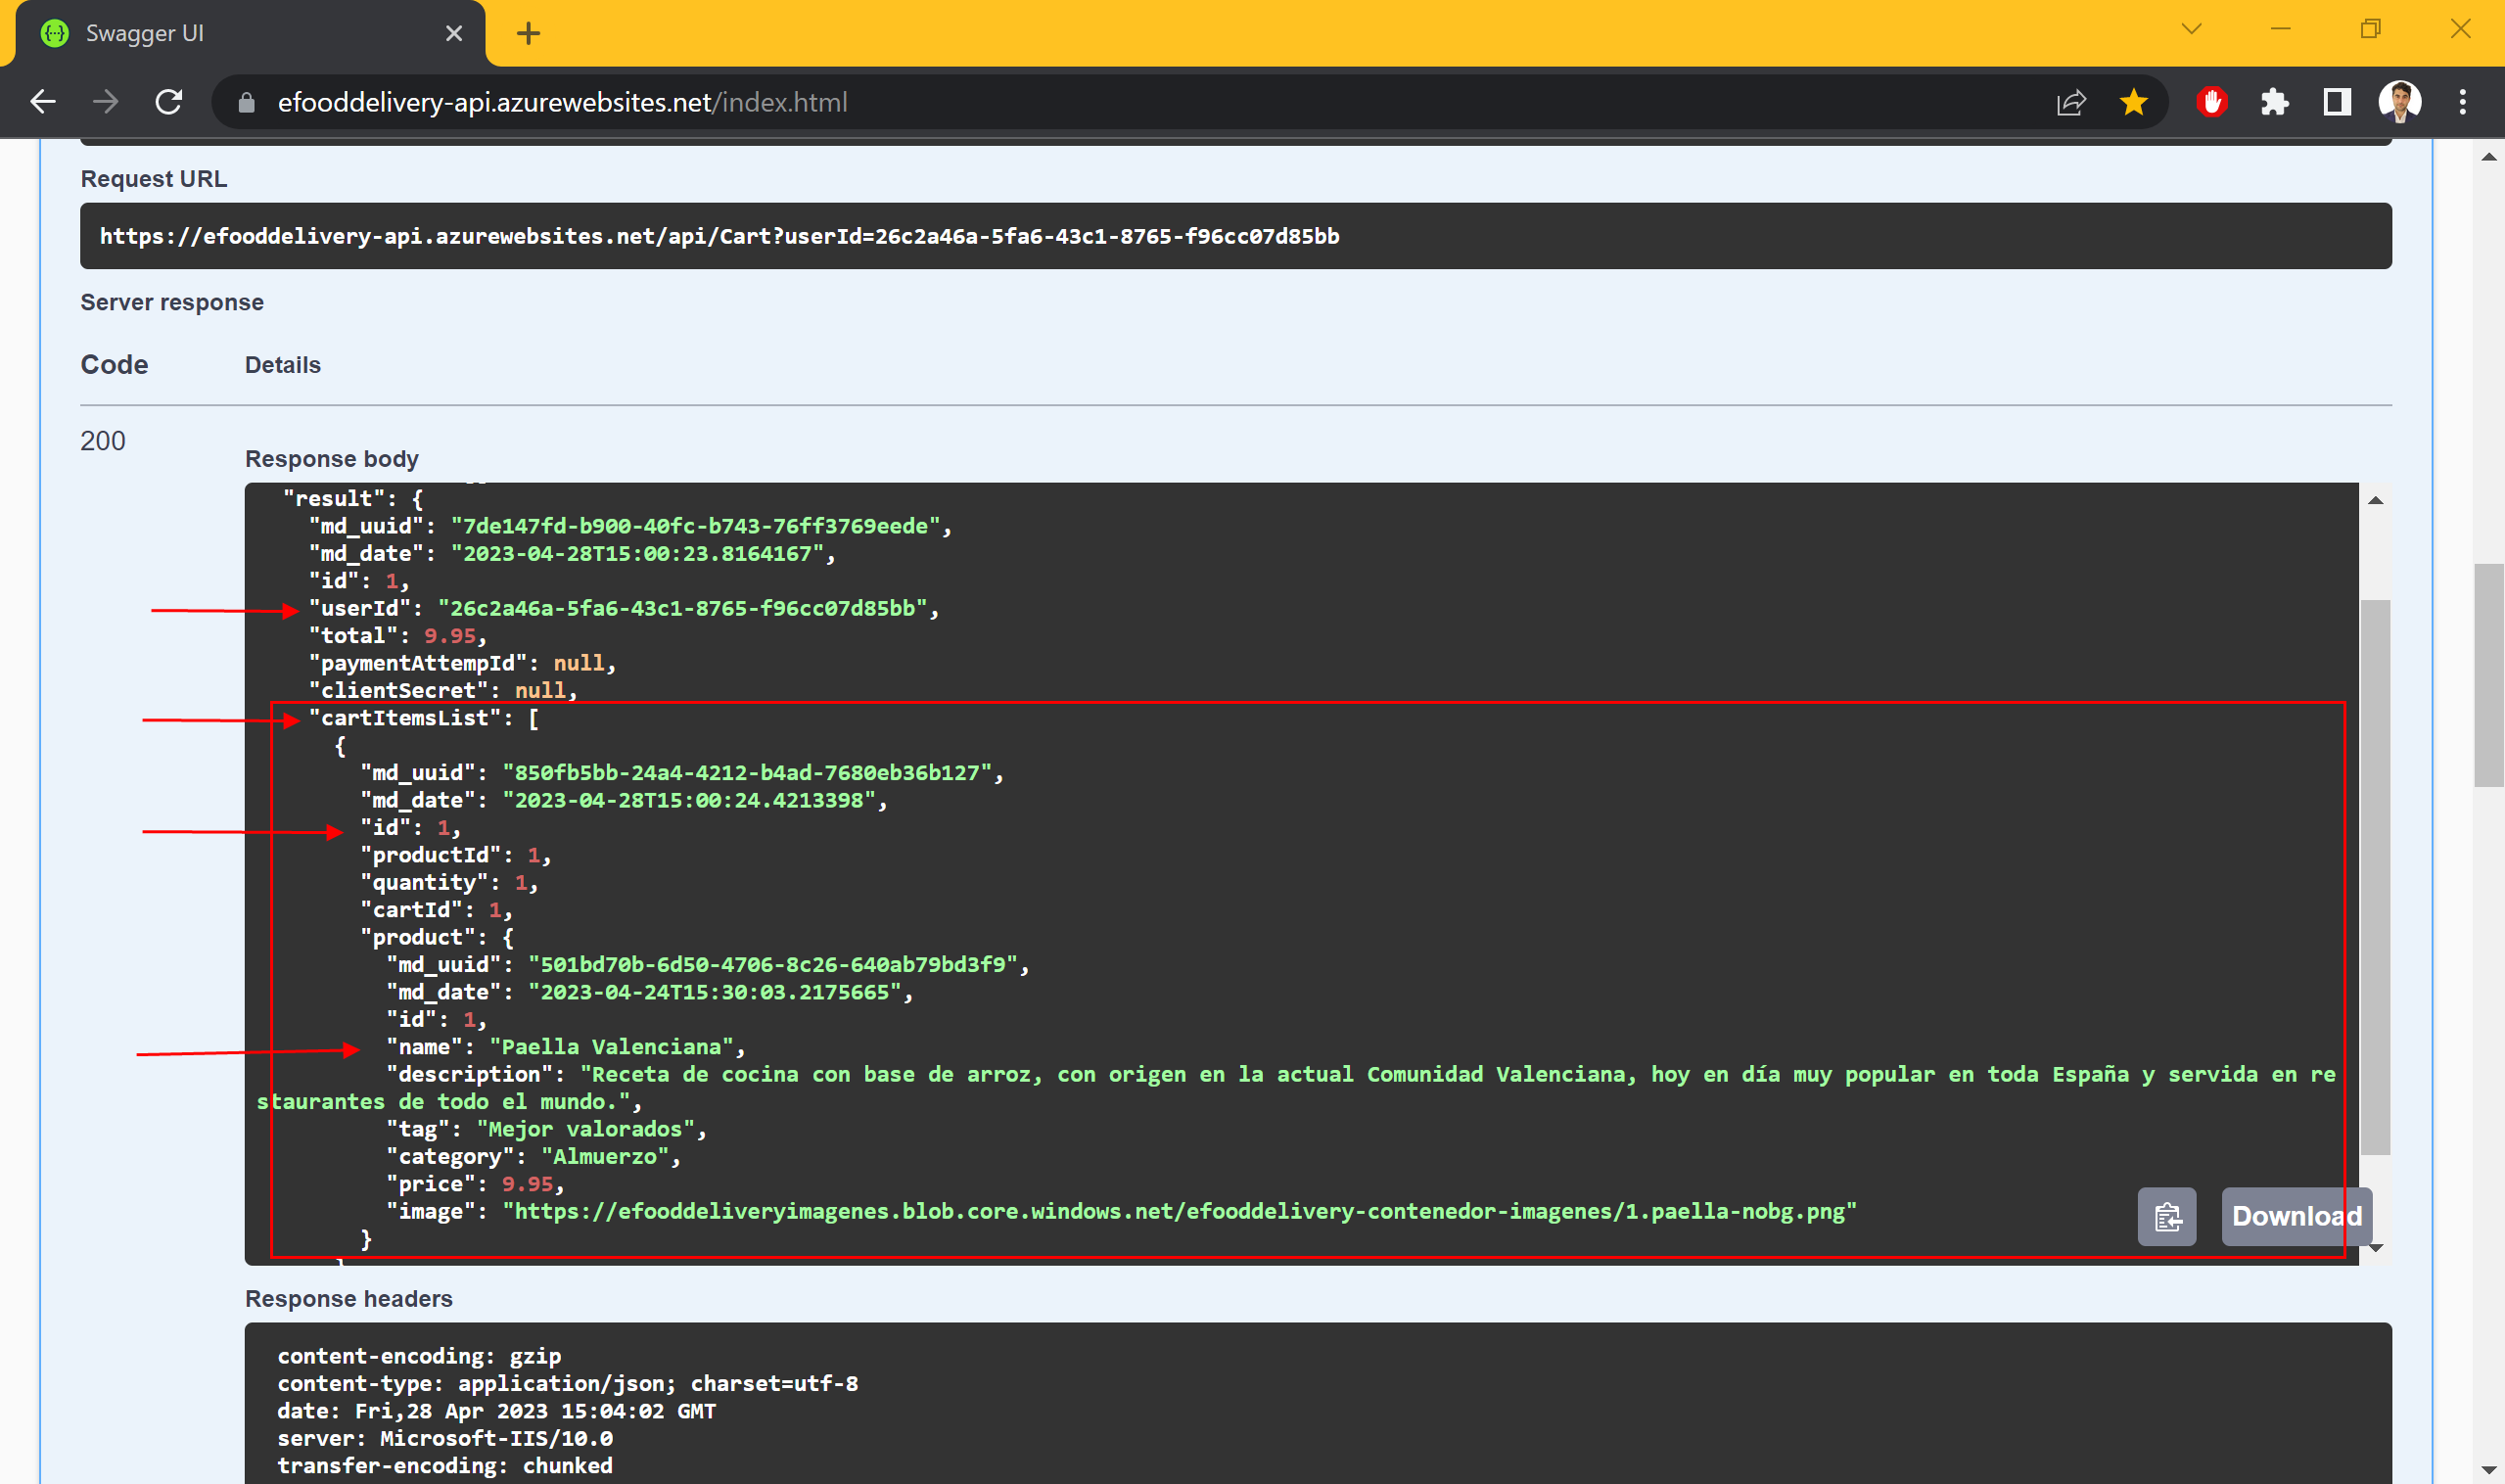 Swagger UI
efooddelivery-api.azurewebsites.net/index.html
Request URL
https://efooddelivery-api.azurewebsites.net/api/Cart?userId=26c2a46a-5fa6-43c1-8765-f96cc07d85bb
Server response
Code Details
200
Response body
"result": {
"md_uuid": "7de147fd-b900-40fc-b743-76ff3769eede",
"md_date": "2023-04-28T15:00:23.8164167",
"id": 1,
"userId": "26c2a46a-5fa6-43c1-8765-f96cc07d85bb",
"total": 9.95,
"paymentAttempId": null,
"clientSecret": null,
"cartItemsList": [
{
"md_uuid": "850fb5bb-24a4-4212-b4ad-7680eb36b127",
"md_date": "2023-04-28T15:00:24.4213398",
"id": 1,
"productId": 1,
"quantity": 1,
"cartId": 1,
"product": {
"md_uuid": "501bd70b-6d50-4706-8c26-640ab79bd3f9",
"md_date": "2023-04-24T15:30:03.2175665",
"id": 1,
"name": "Paella Valenciana",
"description": "Receta de cocina con base de arroz, con origen en la actual Comunidad Valenciana, hoy en día muy popular en toda España y servida en re
staurantes de todo el mundo.",
"tag": "Mejor valorados",
"category": "Almuerzo",
"price": 9.95,
"image": "https://efooddeliveryimagenes.blob.core.windows.net/efooddelivery-contenedor-imagenes/1.paella-nobg.png"
}
Download
Response headers
content-encoding: gzip
content-type: application/json; charset=utf-8
date: Fri,28 Apr 2023 15:04:02 GMT
server: Microsoft-IIS/10.0
transfer-encoding: chunked